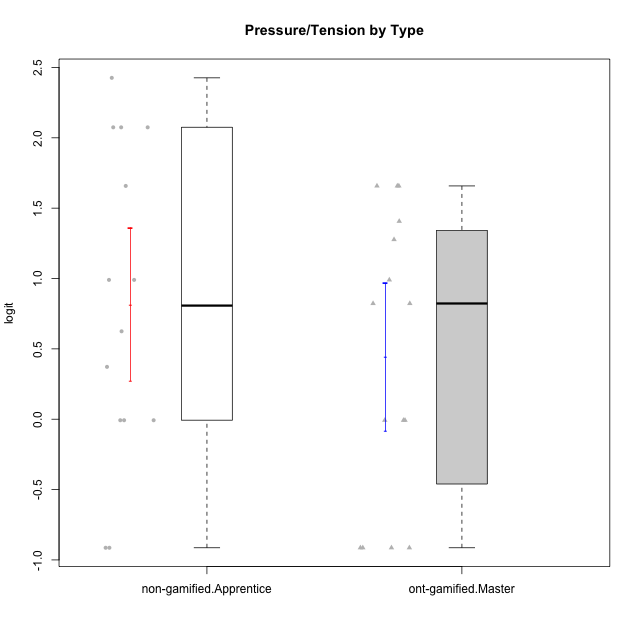 Pressure/Tension by Type
2.5
2.0
1.5
1.0
0.5
0.0
-0.5
-1.0
logit
non-gamified.Apprentice
ont-gamified.Master